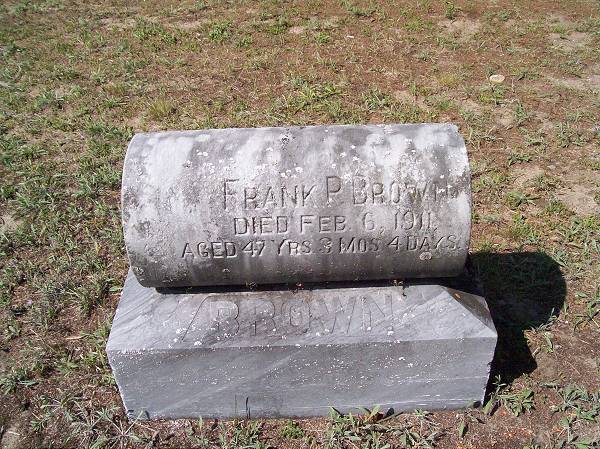 FRANK P. BROWN
DIED FEB. 6, 1911.
AGED 47 YRS. 3 MOS. 4 DAYS.
BROWN